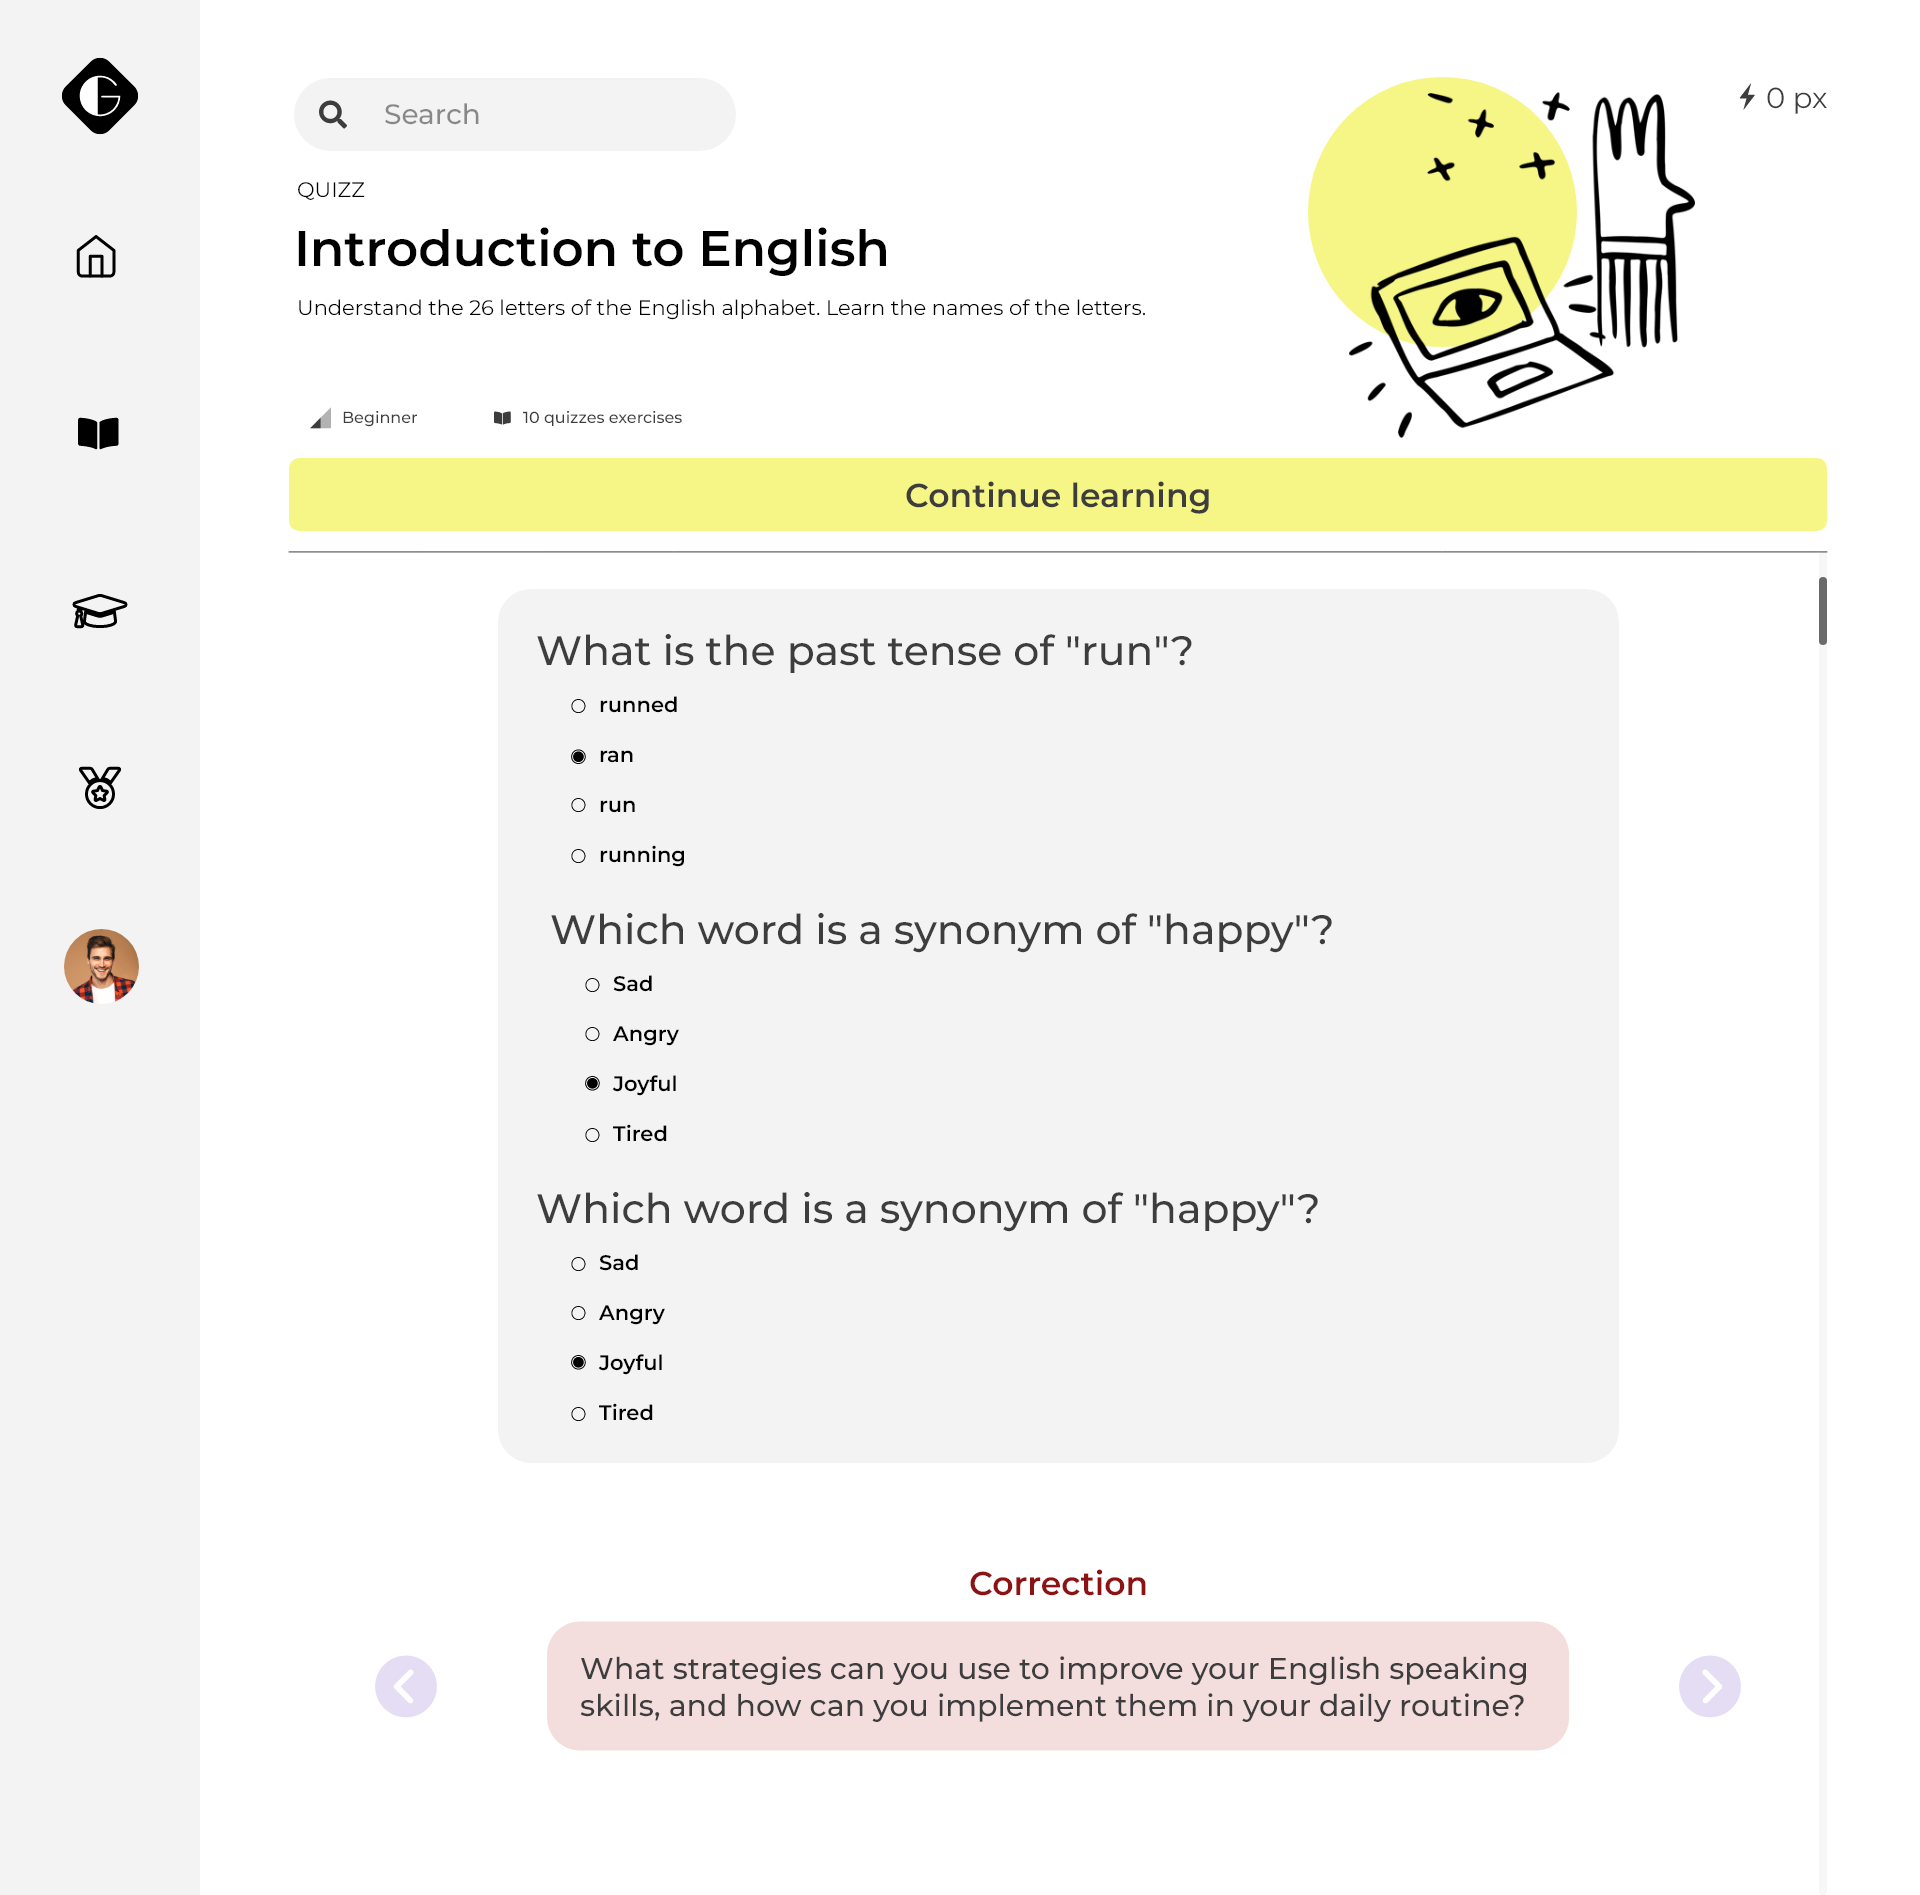 Search
0 px
QUIZZ
Introduction to English
Understand the 26 letters of the English alphabet. Learn the names of the letters.
Beginner
10 quizzes exercises
Continue learning
What is the past tense of "run"?
runned
ran
run
running
Which word is a synonym of "happy"?
Sad
Angry
Joyful
Tired
Which word is a synonym of "happy"?
Sad
Angry
Joyful
Tired
Correction
What strategies can you use to improve your English speaking
skills, and how can you implement them in your daily routine?